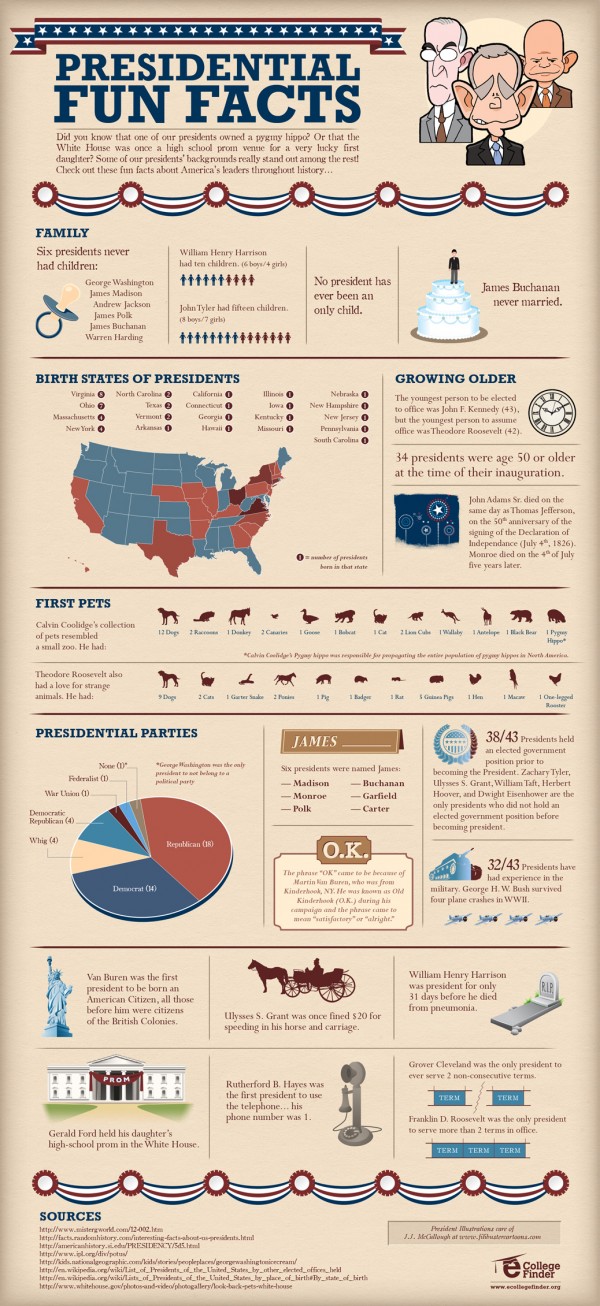 PRESIDENTIAL
FUN FACTS
Did you know that one of our presidents owned a pygmy hippo? Or that the
White House was once a high school prom venue for a very lucky first
daughter? Some of our presidents' backgrounds really stand out among the rest!
Check out these fun facts about America's leaders throughout history...
FAMILY
Six presidents never
had children:
George Washington
James Madison
Andrew Jackson
James Polk
James Buchanan
Warren Harding
William Henry Harrison
had ten children. (6 boys/4 girls)
John Tyler had fifteen children.
(8 boys/7 girls)
No president has
ever been an
only child.
James Buchanan
never married.
BIRTH STATES OF PRESIDENTS
Virginia 8
Ohio 7
Massachusetts 4
New York 4
North Carolina 2
Texas 2
Vermont 2
Arkansas 1
California 1
Connecticut 1
Georgia 1
Hawaii 1
Illinois 1
Iowa 1
Kentucky 1
Missouri 1
Nebraska 1
New Hampshire 1
New Jersey 1
Pennsylvania 1
South Carolina 1
1 = number of presidents
born in that state
GROWING OLDER
The youngest person to be elected
to office was John F. Kennedy (43),
but the youngest person to assume
office was Theodore Roosevelt (42).
34 presidents were age 50 or older
at the time of their inauguration.
John Adams Sr. died on the
same day as Thomas Jefferson,
on the 50th anniversary of the
signing of the Declaration of
Independence (July 4th, 1826).
Monroe died on the 4th of July
five years later.
FIRST PETS
Calvin Coolidge's collection
of pets resembled
a small zoo. He had:
12 Dogs
2 Raccoons
1 Donkey
2 Canaries
1 Goose
1 Bobcat
1 Cat
2 Lion Cubs
1 Wallaby
1 Antelope
1 Black Bear
1 Pygmy
Hippo*
*Calvin Coolidge's Pygmy hippo was responsible for propagating the entire population of pygmy hippos in North America.
Theodore Roosevelt also
had a love for strange
animals. He had:
9 Dogs
2 Cats
1 Garter Snake
2 Ponies
1 Pig
1 Badger
1 Rat
5 Guinea Pigs
1 Hen
1 Macaw
1 One-legged
Rooster
PRESIDENTIAL PARTIES
None (1)*
Federalist (1)
War Union (1)
Democratic
Republican (4)
Whig (4)
Republican (18)
Democrat (14)
*George Washington was the only
president to not belong to a
political party
JAMES
Six presidents were named James:
— Madison
— Monroe
— Polk
— Buchanan
— Garfield
— Carter
O.K.
The phrase "OK" came to be because of
Martin Van Buren, who was from
Kinderhook, NY. He was known as Old
Kinderhook (O.K.) during his
campaign and the phrase came to
mean "satisfactory" or "alright."
38/43 Presidents held
an elected government
position prior to
becoming the President. Zachary Tyler,
Ulysses S. Grant, William Taft, Herbert
Hoover, and Dwight Eisenhower are the
only presidents who did not hold an
elected government position before
becoming president.
32/43 Presidents have
had experience in the
military. George H. W. Bush survived
four plane crashes in WWII.
Van Buren was the first
president to be born an
American Citizen, all those
before him were citizens
of the British Colonies.
Ulysses S. Grant was once fined $20 for
speeding in his horse and carriage.
William Henry Harrison
was president for only
31 days before he died
from pneumonia.
R.I.P.
PROM
Gerald Ford held his daughter's
high-school prom in the White House.
Rutherford B. Hayes was
the first president to use
the telephone... his
phone number was 1.
Grover Cleveland was the only president to
ever serve 2 non-consecutive terms.
TERM
TERM
Franklin D. Roosevelt was the only president
to serve more than 2 terms in office.
TERM TERM TERM
SOURCES
http://www.mistergworld.com/12-002.htm
http://facts.randomhistory.com/interesting-facts-about-us-presidents.html
http://americanhistory.si.edu/PRESIDENCY/5d5.html
http://www.ipl.org/div/potus/
http://kids.nationalgeographic.com/kids/stories/peopleplaces/georgewashingtonicecream/
http://en.wikipedia.org/wiki/List_of_Presidents_of_the_United_States_by_other_elected_offices_held
http://en.wikipedia.org/wiki/Lists_of_Presidents_of_the_United_States_by_place_of_birth#By_state_of_birth
http://www.whitehouse.gov/photos-and-video/photogallery/look-back-pets-white-house
President Illustrations care of
J.J. McCullough at www.filibustercartoons.com
e College
Finder
www.ecollegefinder.org